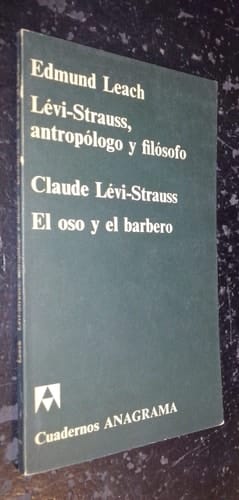 Edmund Leach
Lévi-Strauss,
antropólogo y filósofo
Claude Lévi-Strauss
El oso y el barbero
Cuadernos ANAGRAMA